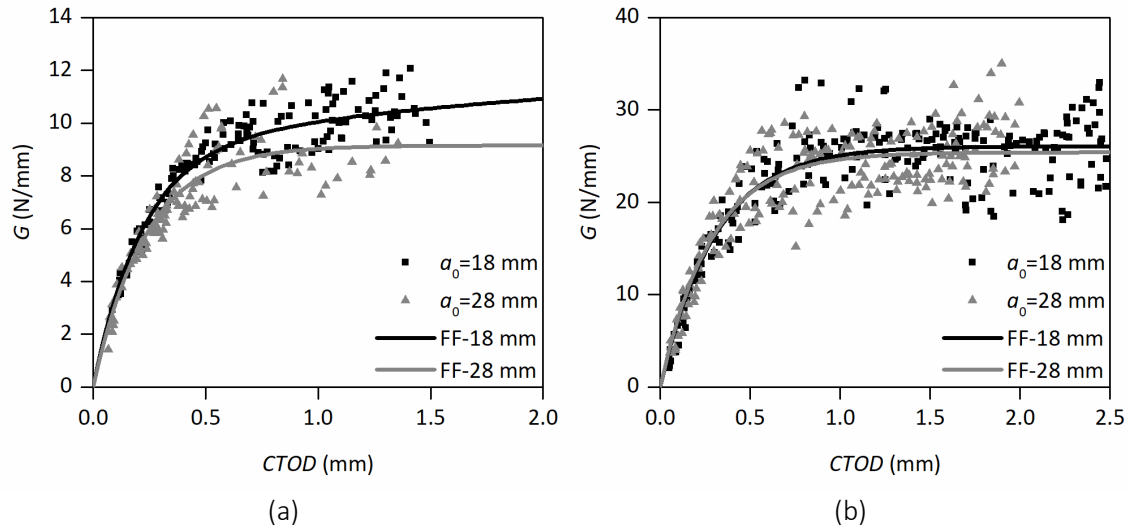 14
12
10
8
6
4
2
0
G (N/mm)
a0=18 mm
a0=28 mm
FF-18 mm
FF-28 mm
0.0 0.5 1.0 1.5 2.0
CTOD (mm)
(a)
40
30
20
10
0
G (N/mm)
a0=18 mm
a0=28 mm
FF-18 mm
FF-28 mm
0.0 0.5 1.0 1.5 2.0 2.5
CTOD (mm)
(b)